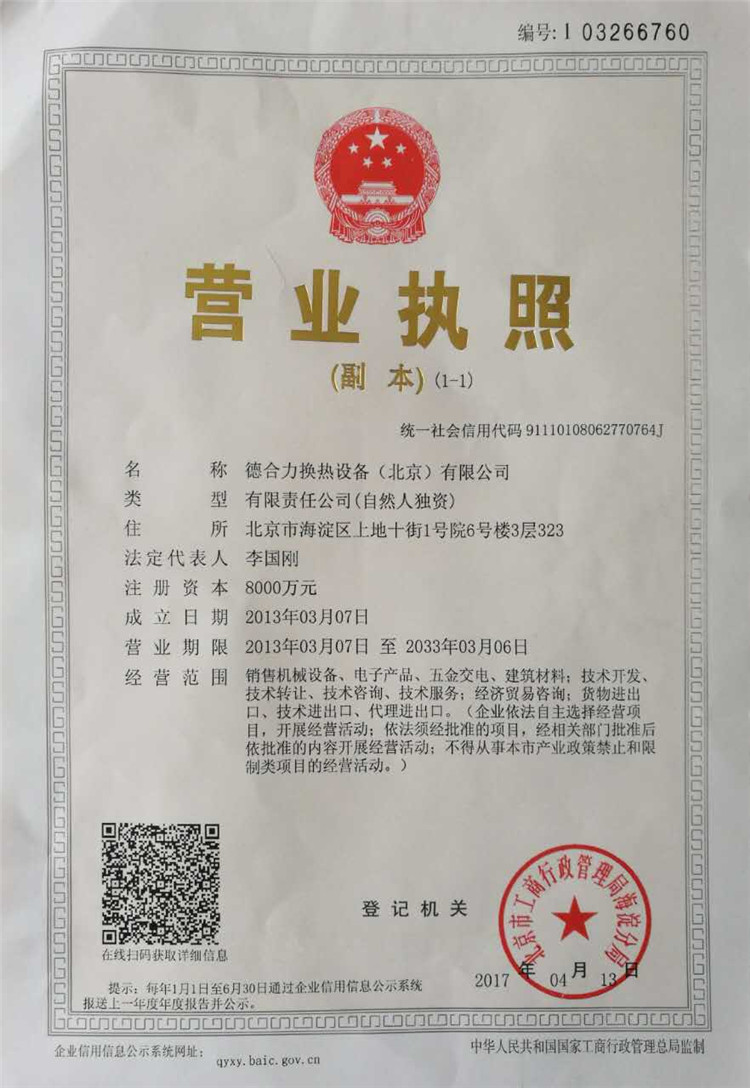 编号:1 03266760
营业执照
(副 本) (1-1)
统一社会信用代码 91110108062770764J
名 称 德合力换热设备（北京）有限公司
类 型 有限责任公司(自然人独资)
住 所 北京市海淀区上地十街1号院6号楼3层323
法定代表人 李国刚
注册资本 8000万元
成立日期 2013年03月07日
营业期限 2013年03月07日 至 2033年03月06日
经营范围 销售机械设备、电子产品、五金交电、建筑材料；技术开发、
技术转让、技术咨询、技术服务；经济贸易咨询；货物进出
口、技术进出口、代理进出口。（企业依法自主选择经营项
目，开展经营活动；依法须经批准的项目，经相关部门批准后
依批准的内容开展经营活动；不得从事本市产业政策禁止和限
制类项目的经营活动。）
在线扫码获取详细信息
登记机关
北京市工商行政管理局海淀分局
2017 年 04 月 13 日
提示：每年1月1日至6月30日通过企业信用信息公示系统
报送上一年度年度报告并公示。
企业信用信息公示系统网址： qyxy.baic.gov.cn
中华人民共和国国家工商行政管理总局监制